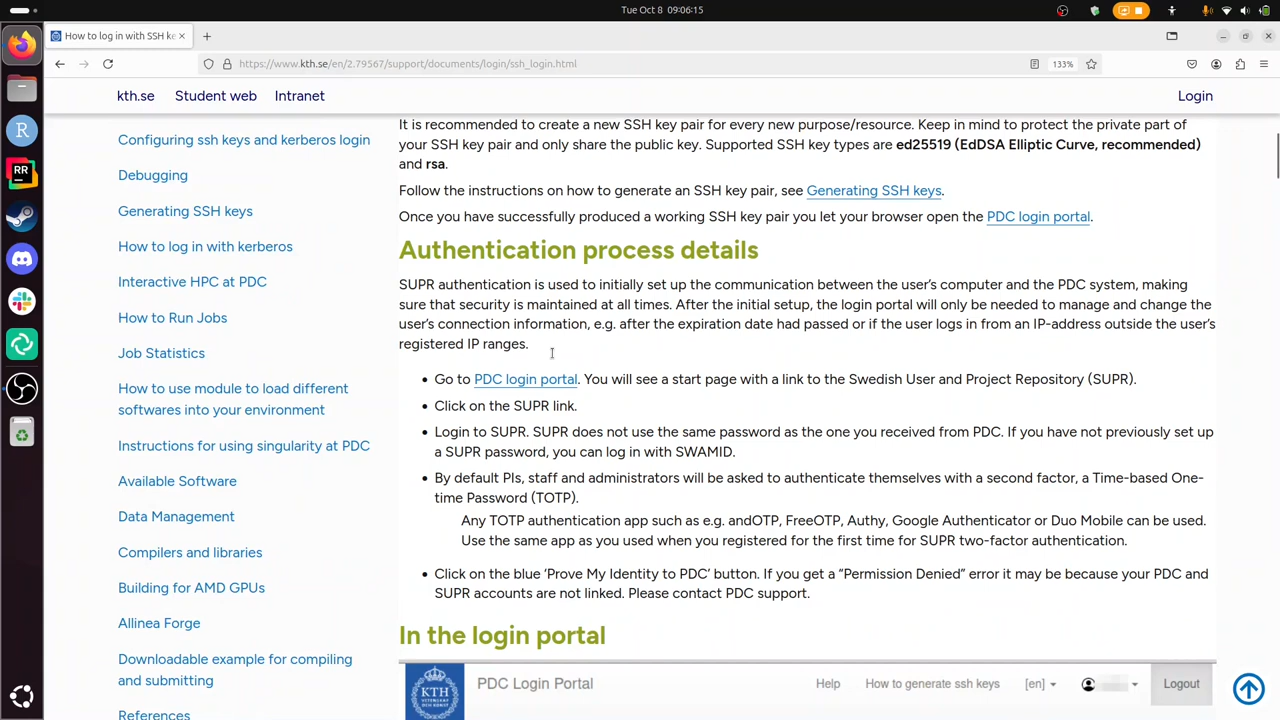 Tue Oct 8 09:06:15
How to log in with SSH ke
https://www.kth.se/en/2.79567/support/documents/login/ssh_login.html
133%
kth.se
Student web
Intranet
Login
Configuring ssh keys and kerberos login
Debugging
Generating SSH keys
How to log in with kerberos
Interactive HPC at PDC
How to Run Jobs
Job Statistics
How to use module to load different
softwares into your environment
Instructions for using singularity at PDC
Available Software
Data Management
Compilers and libraries
Building for AMD GPUs
Allinea Forge
Downloadable example for compiling
and submitting
References
It is recommended to create a new SSH key pair for every new purpose/resource. Keep in mind to protect the private part of
your SSH key pair and only share the public key. Supported SSH key types are ed25519 (EdDSA Elliptic Curve, recommended)
and rsa.
Follow the instructions on how to generate an SSH key pair, see Generating SSH keys.
Once you have successfully produced a working SSH key pair you let your browser open the PDC login portal.
Authentication process details
SUPR authentication is used to initially set up the communication between the user's computer and the PDC system, making
sure that security is maintained at all times. After the initial setup, the login portal will only be needed to manage and change the
user's connection information, e.g. after the expiration date had passed or if the user logs in from an IP-address outside the user's
registered IP ranges.
• Go to PDC login portal. You will see a start page with a link to the Swedish User and Project Repository (SUPR).
• Click on the SUPR link.
• Login to SUPR. SUPR does not use the same password as the one you received from PDC. If you have not previously set up
a SUPR password, you can log in with SWAMID.
• By default PIs, staff and administrators will be asked to authenticate themselves with a second factor, a Time-based One-
time Password (TOTP).
Any TOTP authentication app such as e.g. andOTP, FreeOTP, Authy, Google Authenticator or Duo Mobile can be used.
Use the same app as you used when you registered for the first time for SUPR two-factor authentication.
• Click on the blue ‘Prove My Identity to PDC’ button. If you get a “Permission Denied” error it may be because your PDC and
SUPR accounts are not linked. Please contact PDC support.
In the login portal
KTH
PDC Login Portal
Help
How to generate ssh keys
[en]
Logout
R
RR